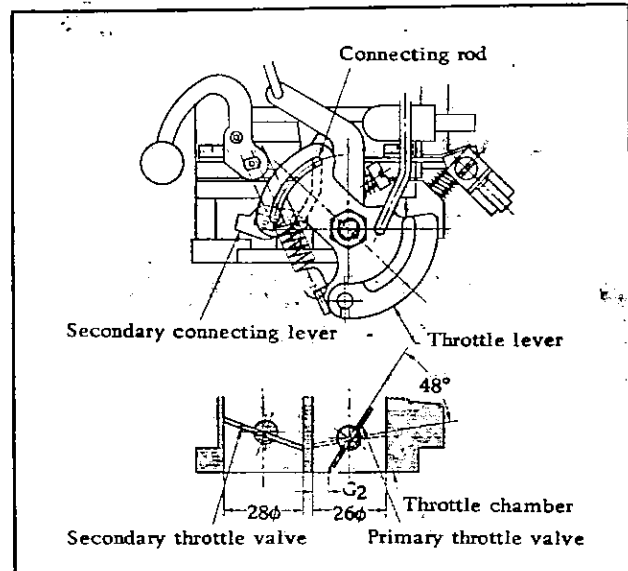 Connecting rod
Secondary connecting lever
Throttle lever
48°
G2
28φ
26φ
Throttle chamber
Secondary throttle valve
Primary throttle valve